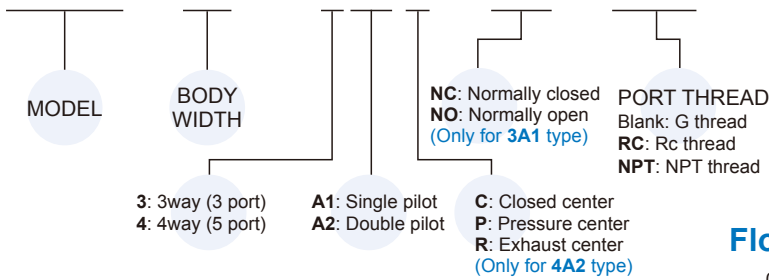 MODEL
BODY
WIDTH
NC: Normally closed
NO: Normally open
(Only for 3A1 type)
PORT THREAD
Blank: G thread
RC: Rc thread
NPT: NPT thread
3: 3way (3 port)
4: 4way (5 port)
A1: Single pilot
A2: Double pilot
C: Closed center
P: Pressure center
R: Exhaust center
(Only for 4A2 type)